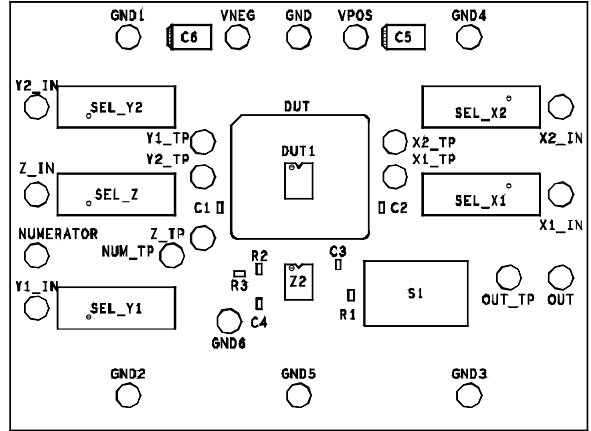 GND1 VNEG GND VPOS GND4
C6 C5
Y2_IN DUT
SEL_Y2 SEL_X2
Y1_TP X2_TP X2_IN
Y2_TP DUT1 X1_TP
Z_IN
SEL_Z SEL_X1
C1 C2
X1_IN
NUMERATOR Z_TP
NUM_TP R2 C3
R3 Z2 S1
Y1_IN OUT_TP OUT
SEL_Y1 C4 R1
GND6
GND2 GND5 GND3